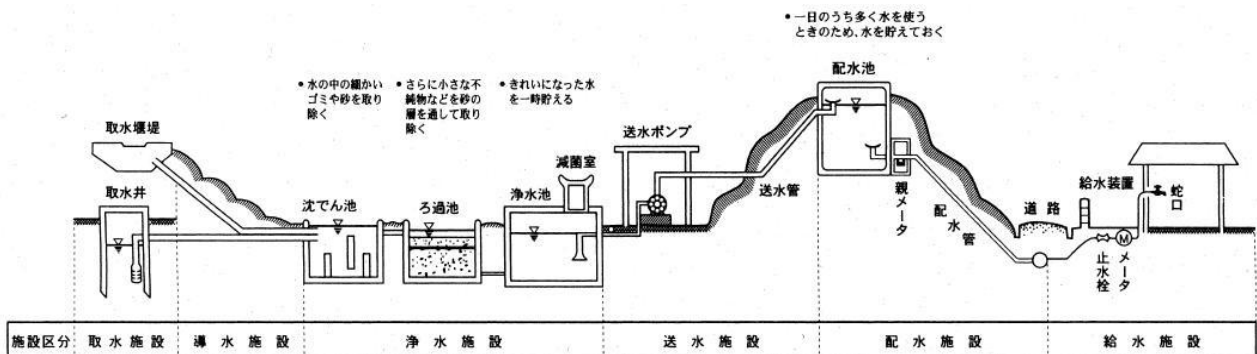 • 一日のうち多く水を使う
ときのため、水を貯えておく
配水池
• 水の中の細かい
ゴミや砂を取り
除く
• さらに小さな不
純物などを砂の
層を通して取り
除く
• きれいになった水
を一時貯える
取水堰堤
取水井
沈でん池
ろ過池
浄水池
滅菌室
送水ポンプ
送水管
親メータ
配水管
道路
給水装置
蛇口
止水栓
メータ
M
施設区分 取水施設 導水施設 浄水施設 送水施設 配水施設 給水施設